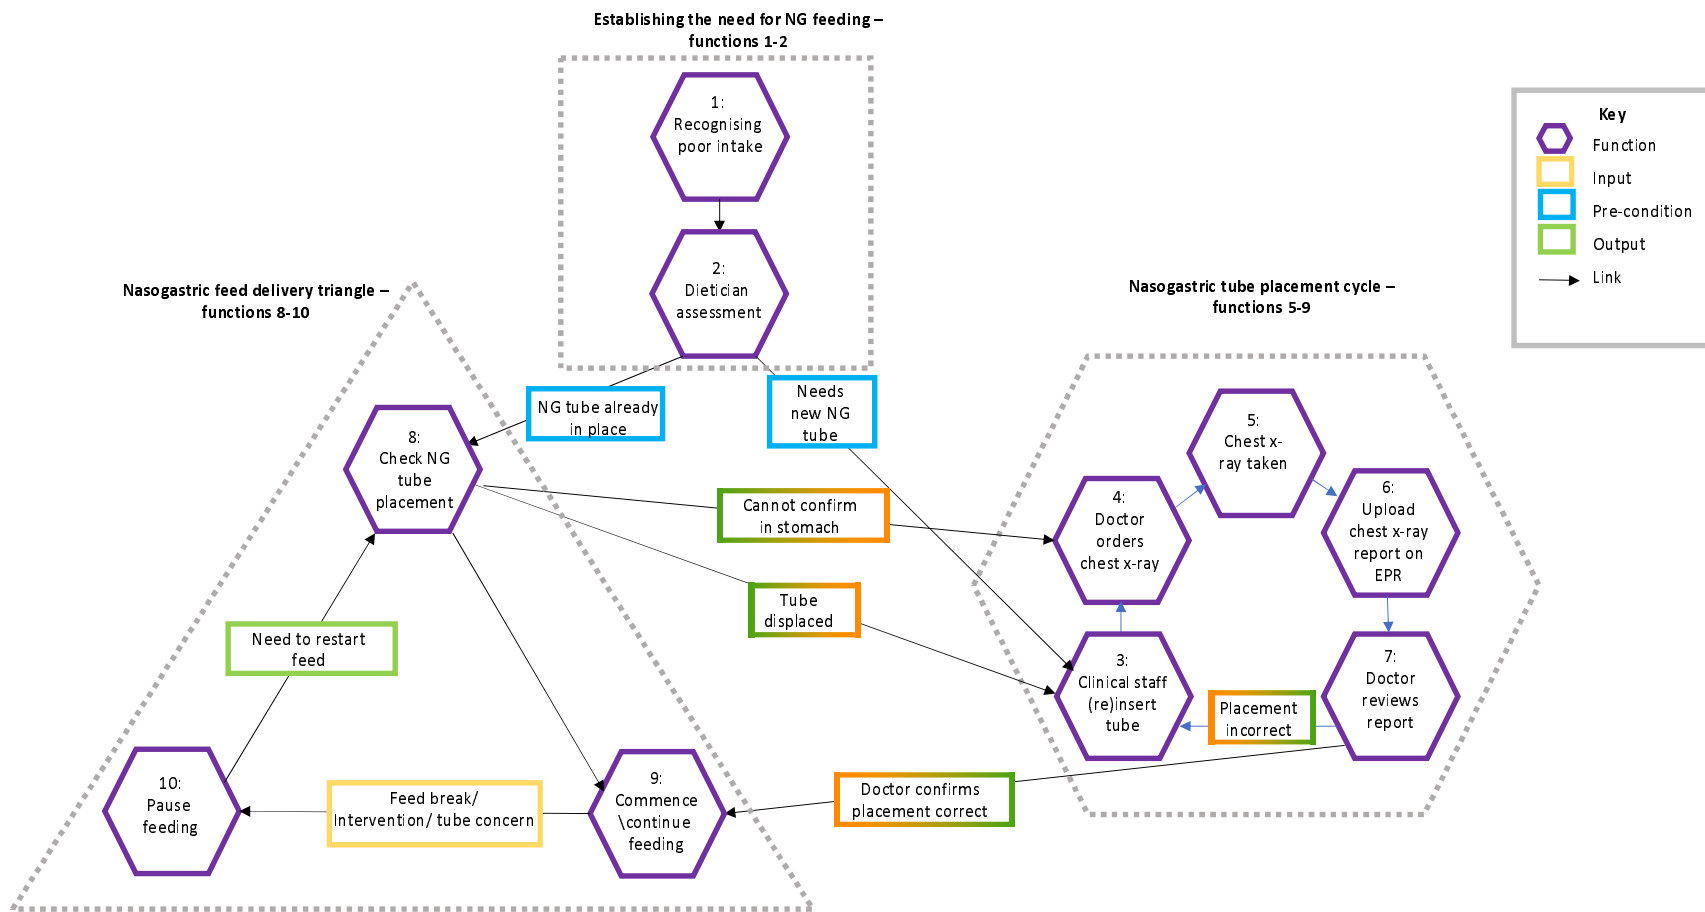 Establishing the need for NG feeding –
functions 1-2
1:
Recognising
poor intake
2:
Dietician
assessment
Key
Function
Input
Pre-condition
Output
Link
Nasogastric feed delivery triangle –
functions 8-10
Nasogastric tube placement cycle –
functions 5-9
NG tube already
in place
Needs
new NG
tube
8:
Check NG
tube
placement
Cannot confirm
in stomach
Tube
displaced
4:
Doctor
orders
chest x-ray
5:
Chest x-
ray taken
6:
Upload
chest x-ray
report on
EPR
3:
Clinical staff
(re)insert
tube
Placement
incorrect
7:
Doctor
reviews
report
Need to restart
feed
10:
Pause
feeding
Feed break/
Intervention/ tube concern
9:
Commence
\continue
feeding
Doctor confirms
placement correct